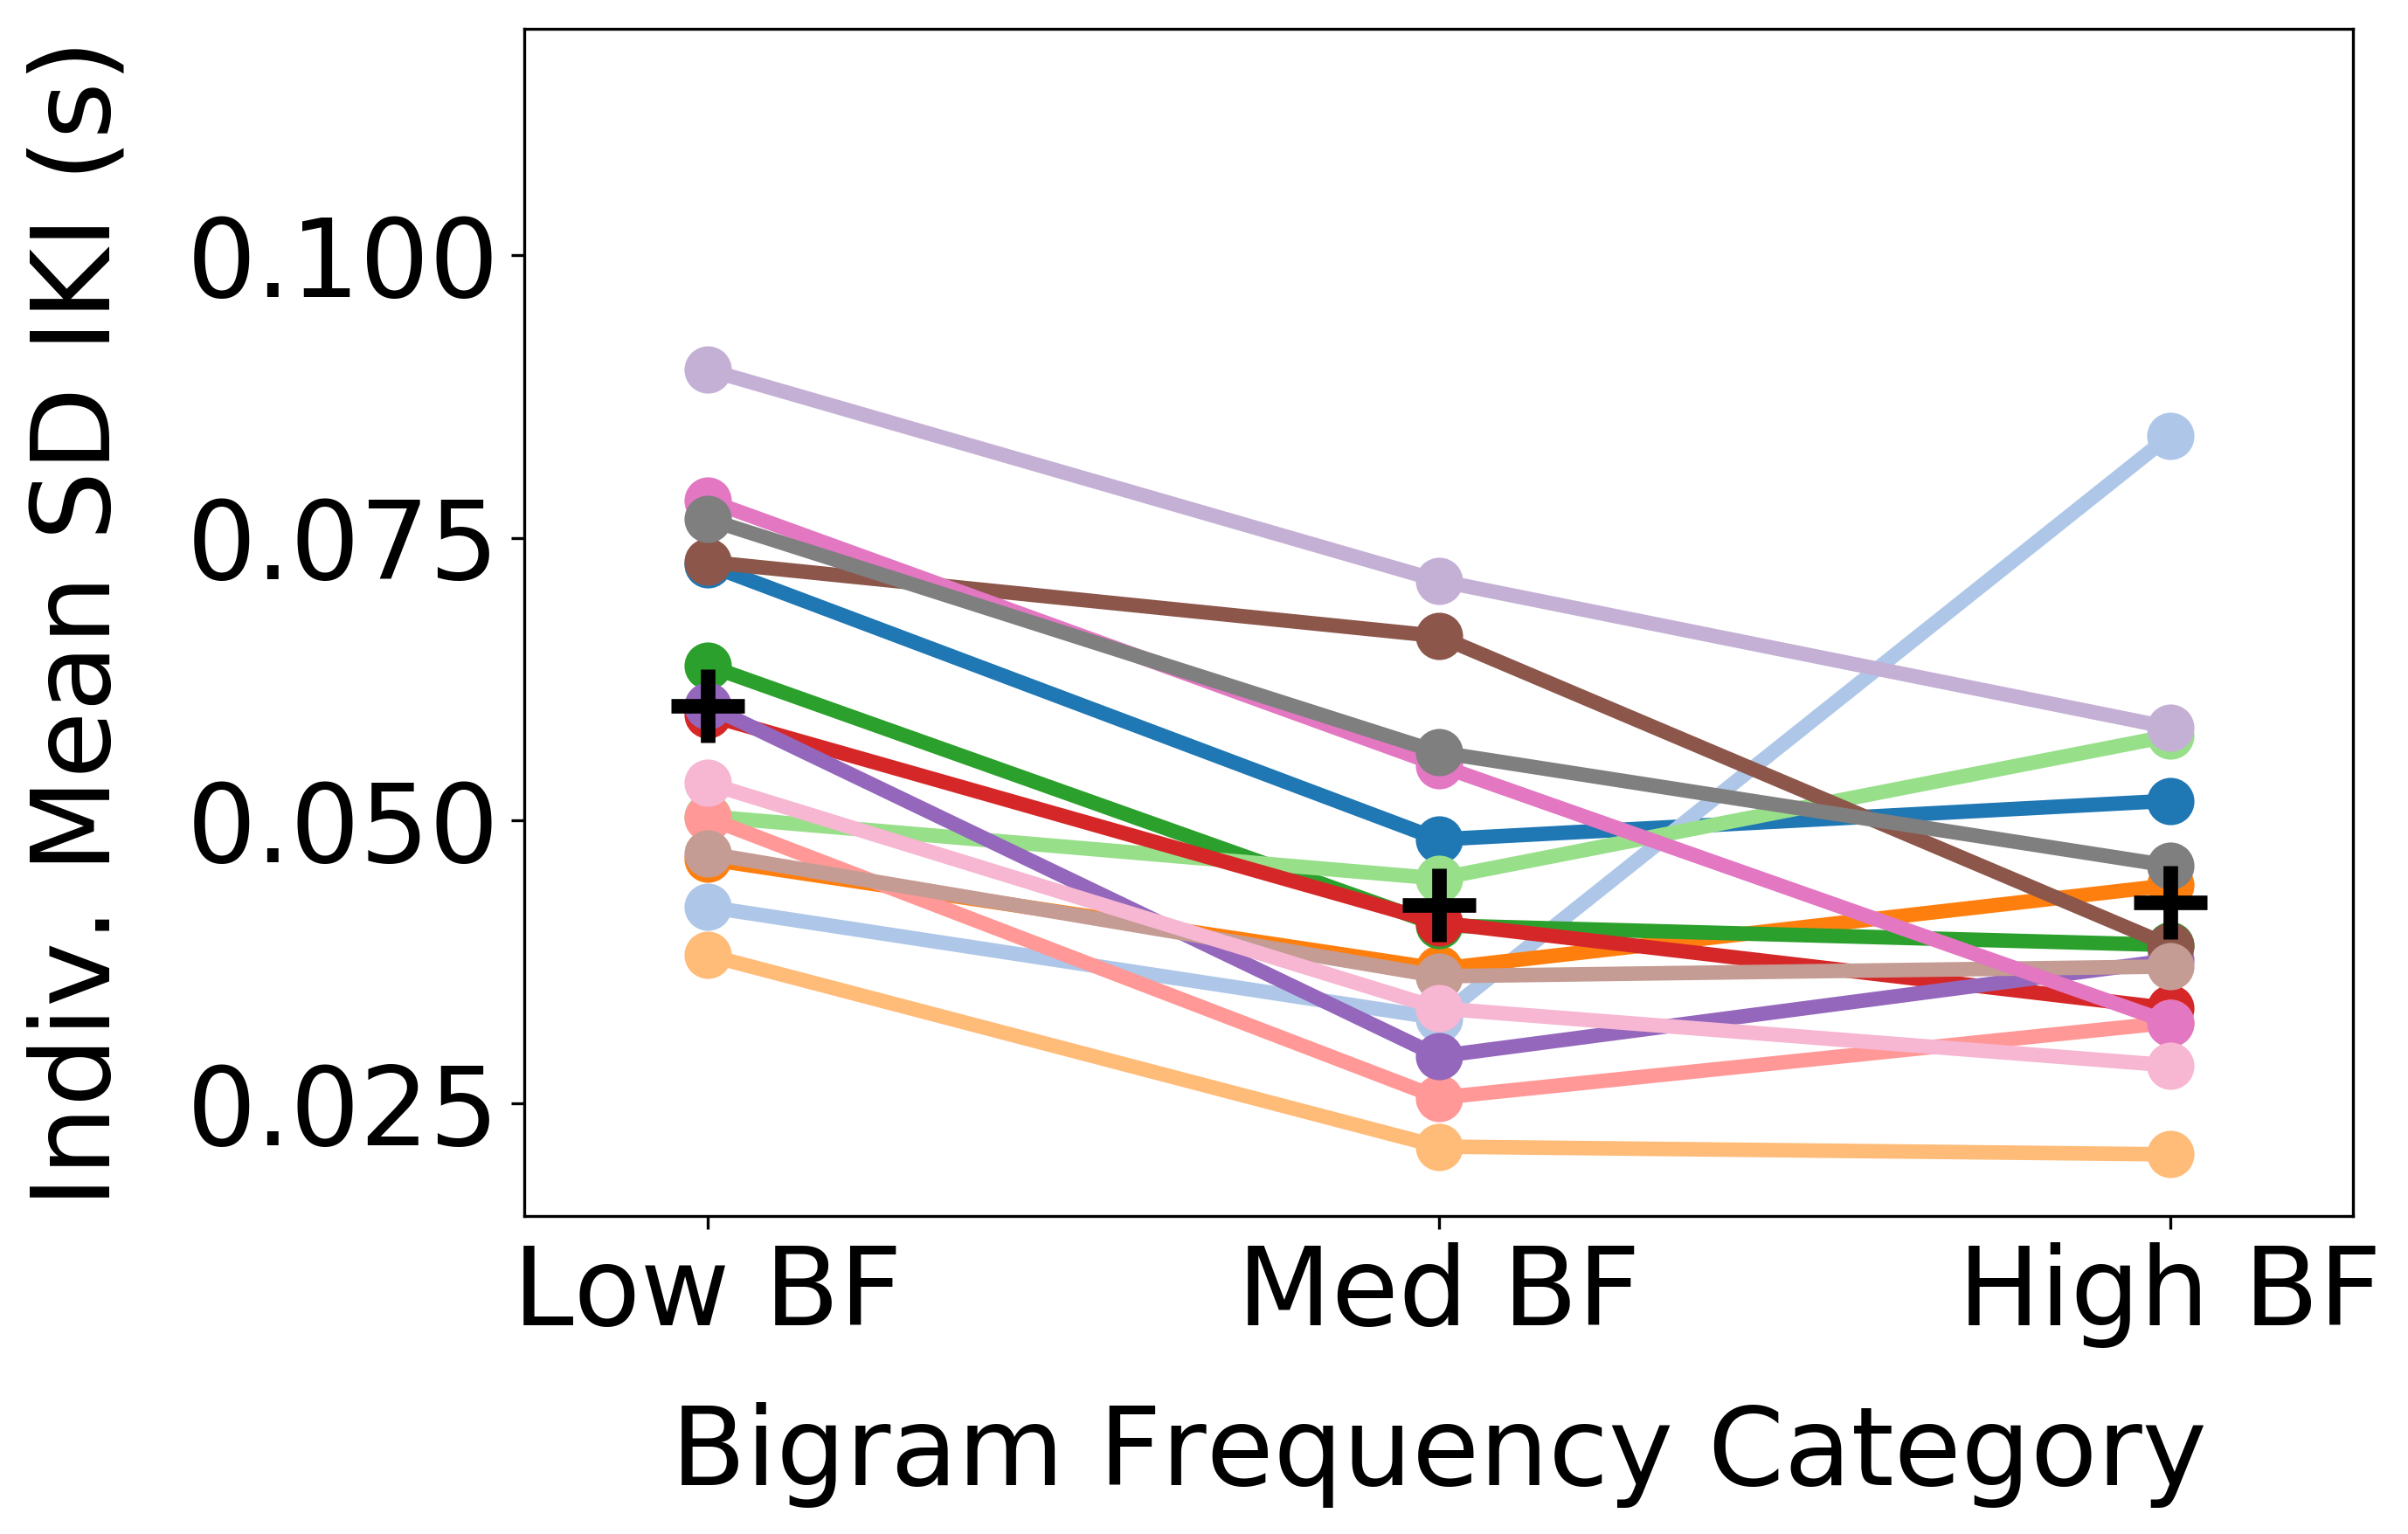 Indiv. Mean SD IKI (s)
0.100
0.075
0.050
0.025
Low BF
Med BF
High BF
Bigram Frequency Category